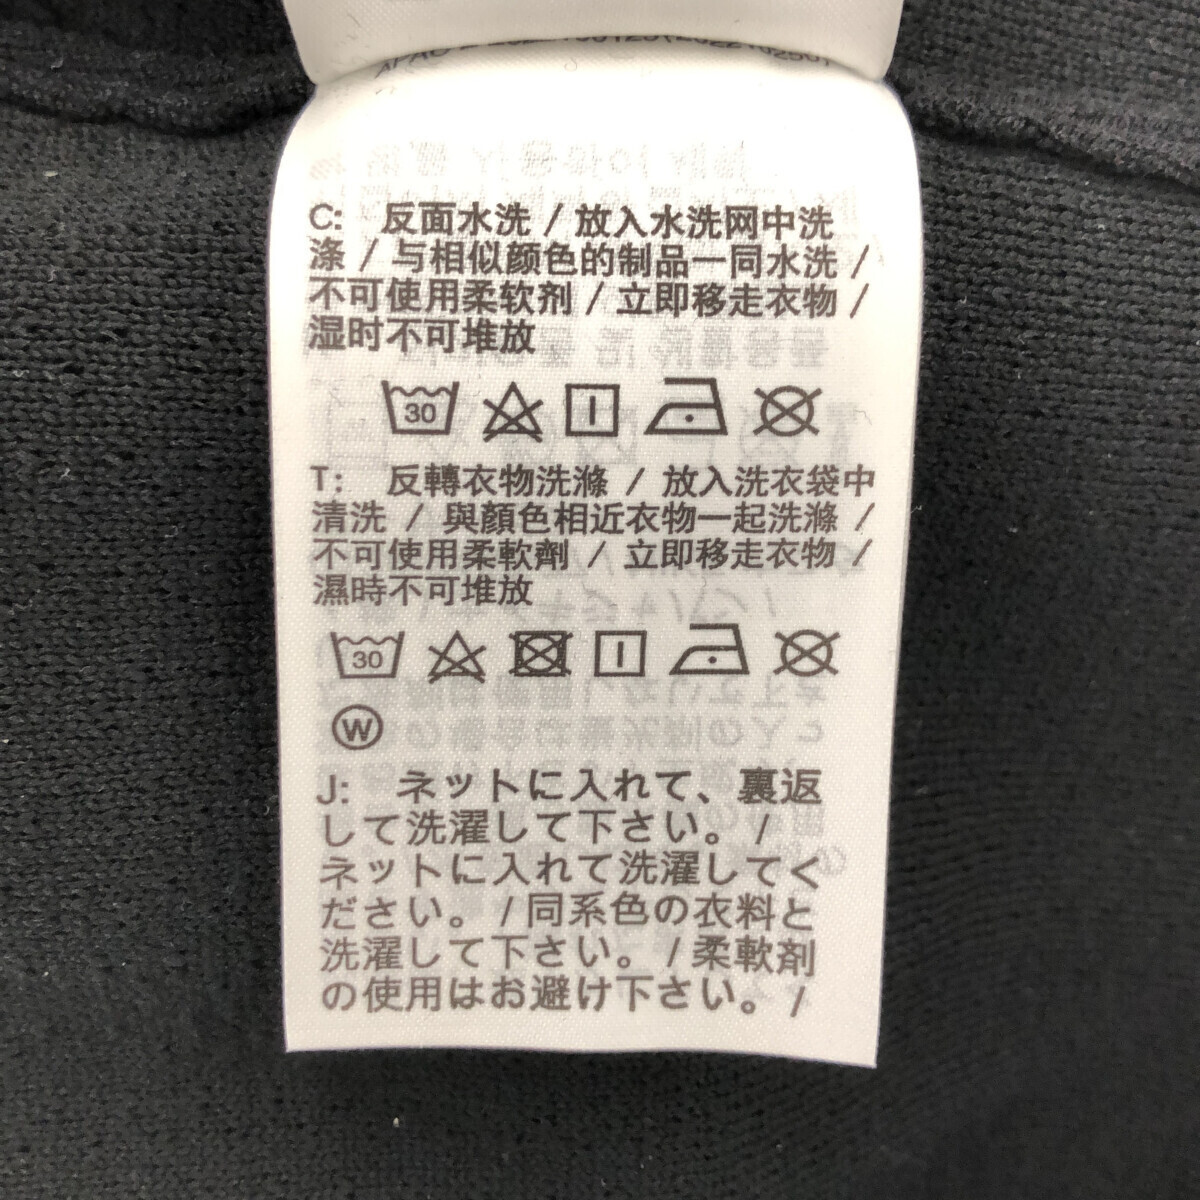 C: 反面水洗 / 放入水洗网中洗
涤 / 与相似颜色的制品一同水洗 /
不可使用柔软剂 / 立即移走衣物 /
湿时不可堆放
30
T: 反轉衣物洗滌 / 放入洗衣袋中
清洗 / 與顏色相近衣物一起洗滌 /
不可使用柔軟劑 / 立即移走衣物 /
濕時不可堆放
30
W
J: ネットに入れて、裏返
して洗濯して下さい。 /
ネットに入れて洗濯してく
ださい。 / 同系色の衣料と
洗濯して下さい。 / 柔軟剤
の使用はお避け下さい。 /